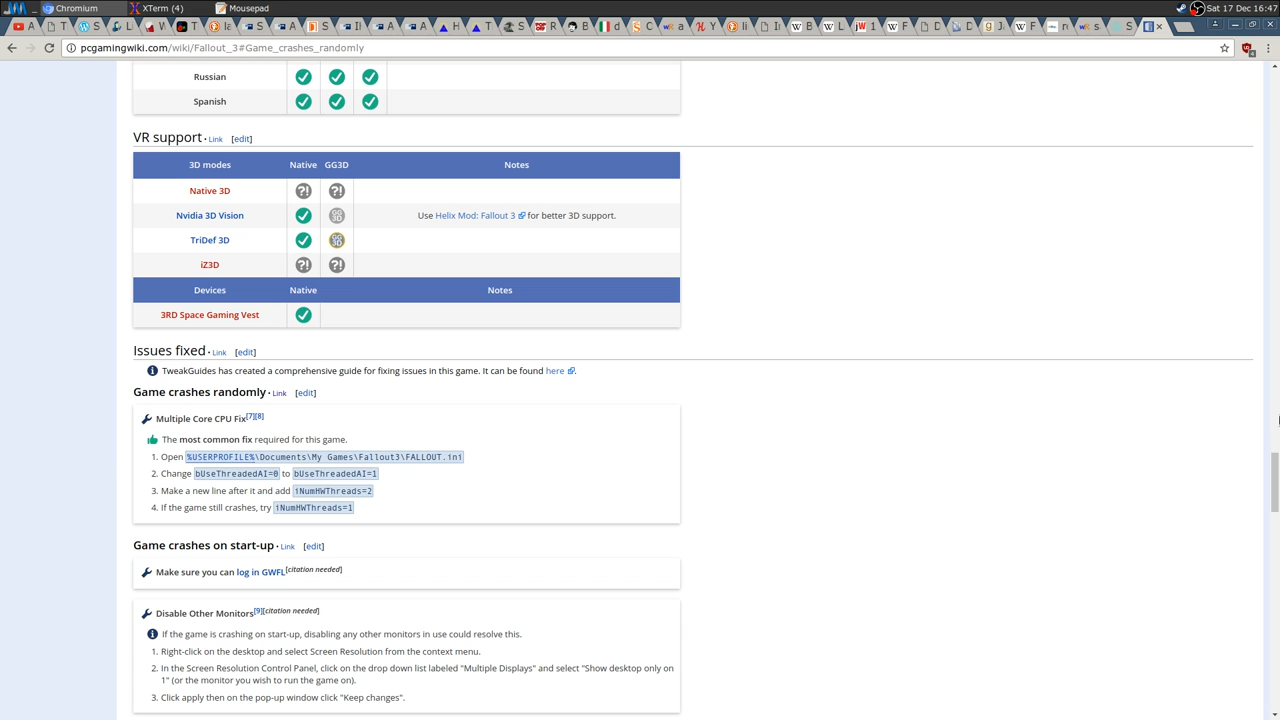 Chromium
XTerm (4)
Mousepad
Sat 17 Dec 16:47
pcgamingwiki.com/wiki/Fallout_3#Game_crashes_randomly
Russian
Spanish
VR support · Link [edit]
3D modes Native GG3D Notes
Native 3D
Nvidia 3D Vision Use Helix Mod: Fallout 3 for better 3D support.
TriDef 3D
iZ3D
Devices Native Notes
3RD Space Gaming Vest
Issues fixed · Link [edit]
TweakGuides has created a comprehensive guide for fixing issues in this game. It can be found here .
Game crashes randomly · Link [edit]
Multiple Core CPU Fix[7][8]
The most common fix required for this game.
1. Open %USERPROFILE%\Documents\My Games\Fallout3\FALLOUT.ini
2. Change bUseThreadedAI=0 to bUseThreadedAI=1
3. Make a new line after it and add iNumHWThreads=2
4. If the game still crashes, try iNumHWThreads=1
Game crashes on start-up · Link [edit]
Make sure you can log in GWFL[citation needed]
Disable Other Monitors[9][citation needed]
If the game is crashing on start-up, disabling any other monitors in use could resolve this.
1. Right-click on the desktop and select Screen Resolution from the context menu.
2. In the Screen Resolution Control Panel, click on the drop down list labeled "Multiple Displays" and select "Show desktop only on
1" (or the monitor you wish to run the game on).
3. Click apply then on the pop-up window click "Keep changes".